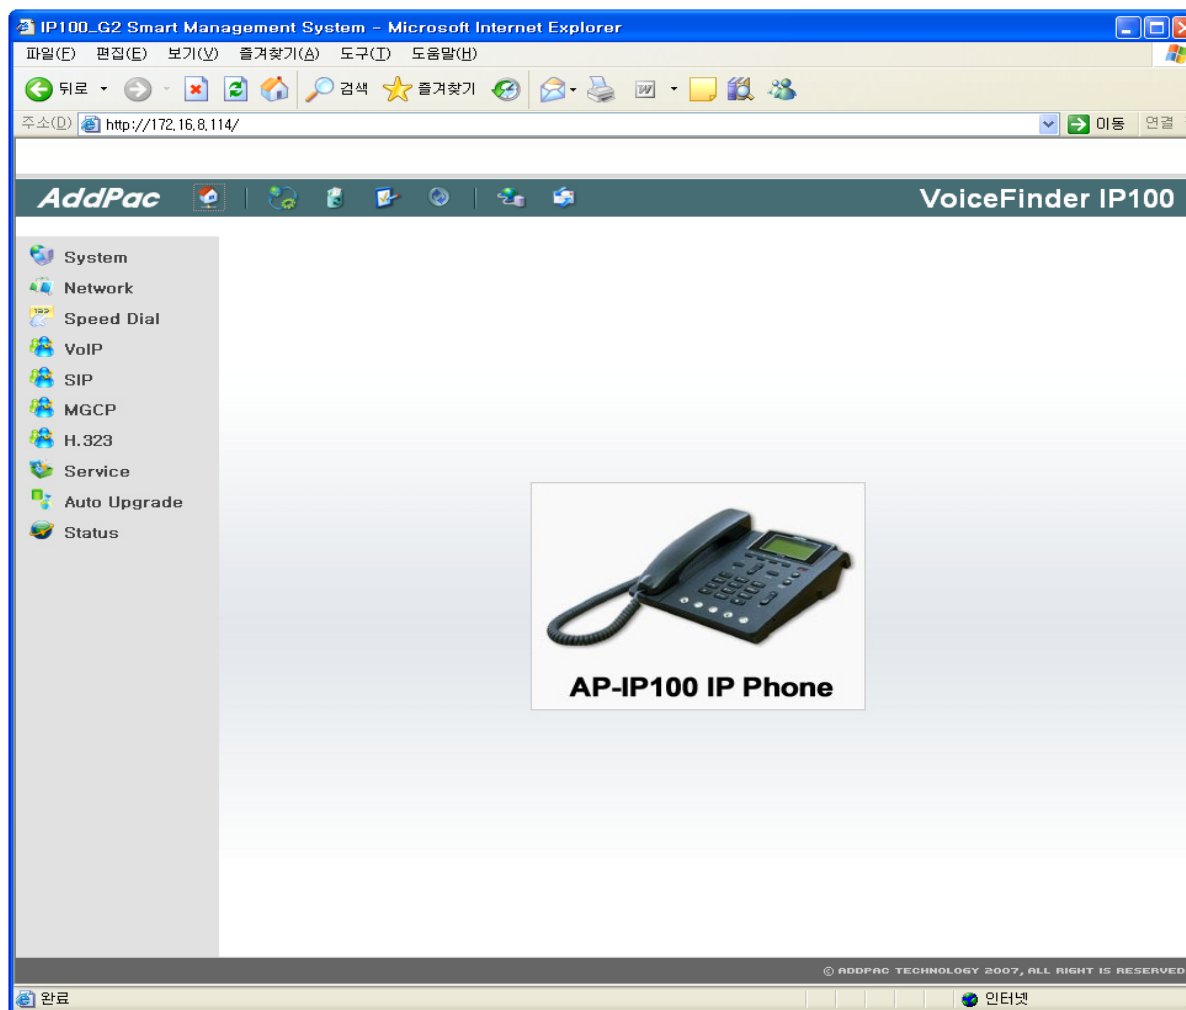 IP100_G2 Smart Management System - Microsoft Internet Explorer
파일(F) 편집(E) 보기(V) 즐겨찾기(A) 도구(T) 도움말(H)
뒤로 검색 즐겨찾기
주소(D) http://172.16.8.114/ 이동 연결
AddPac VoiceFinder IP100
System
Network
Speed Dial
VoIP
SIP
MGCP
H.323
Service
Auto Upgrade
Status
AP-IP100 IP Phone
© ADDPAC TECHNOLOGY 2007, ALL RIGHT IS RESERVED
완료 인터넷